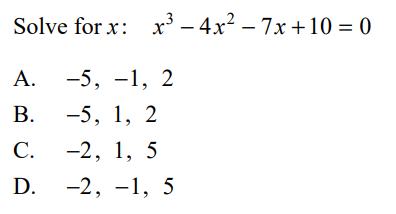 Solve for x: x³ – 4x² – 7x + 10 = 0
A. –5, –1, 2
B. –5, 1, 2
C. –2, 1, 5
D. –2, –1, 5